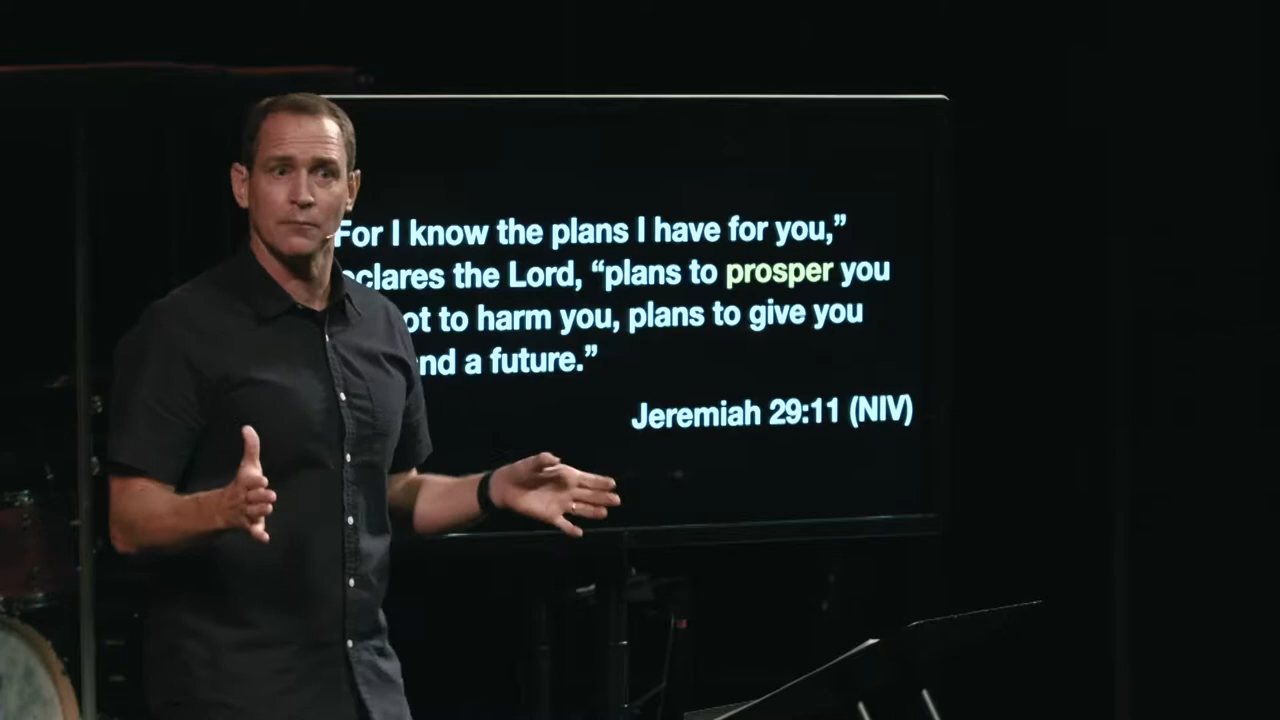 For I know the plans I have for you,”
the Lord, “plans to prosper you
to harm you, plans to give you
a future.”
Jeremiah 29:11 (NIV)